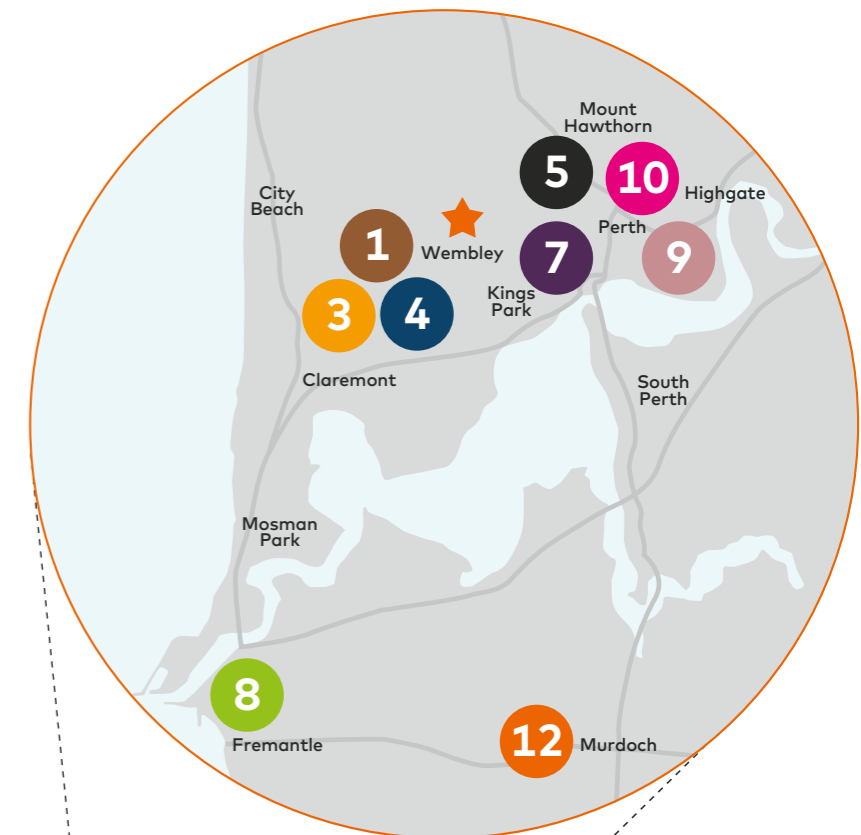 Mount
Hawthorn
5
10
City
Beach
Highgate
1
Wembley
Perth
7
9
3
4
Kings
Park
Claremont
South
Perth
Mosman
Park
8
Fremantle
12
Murdoch